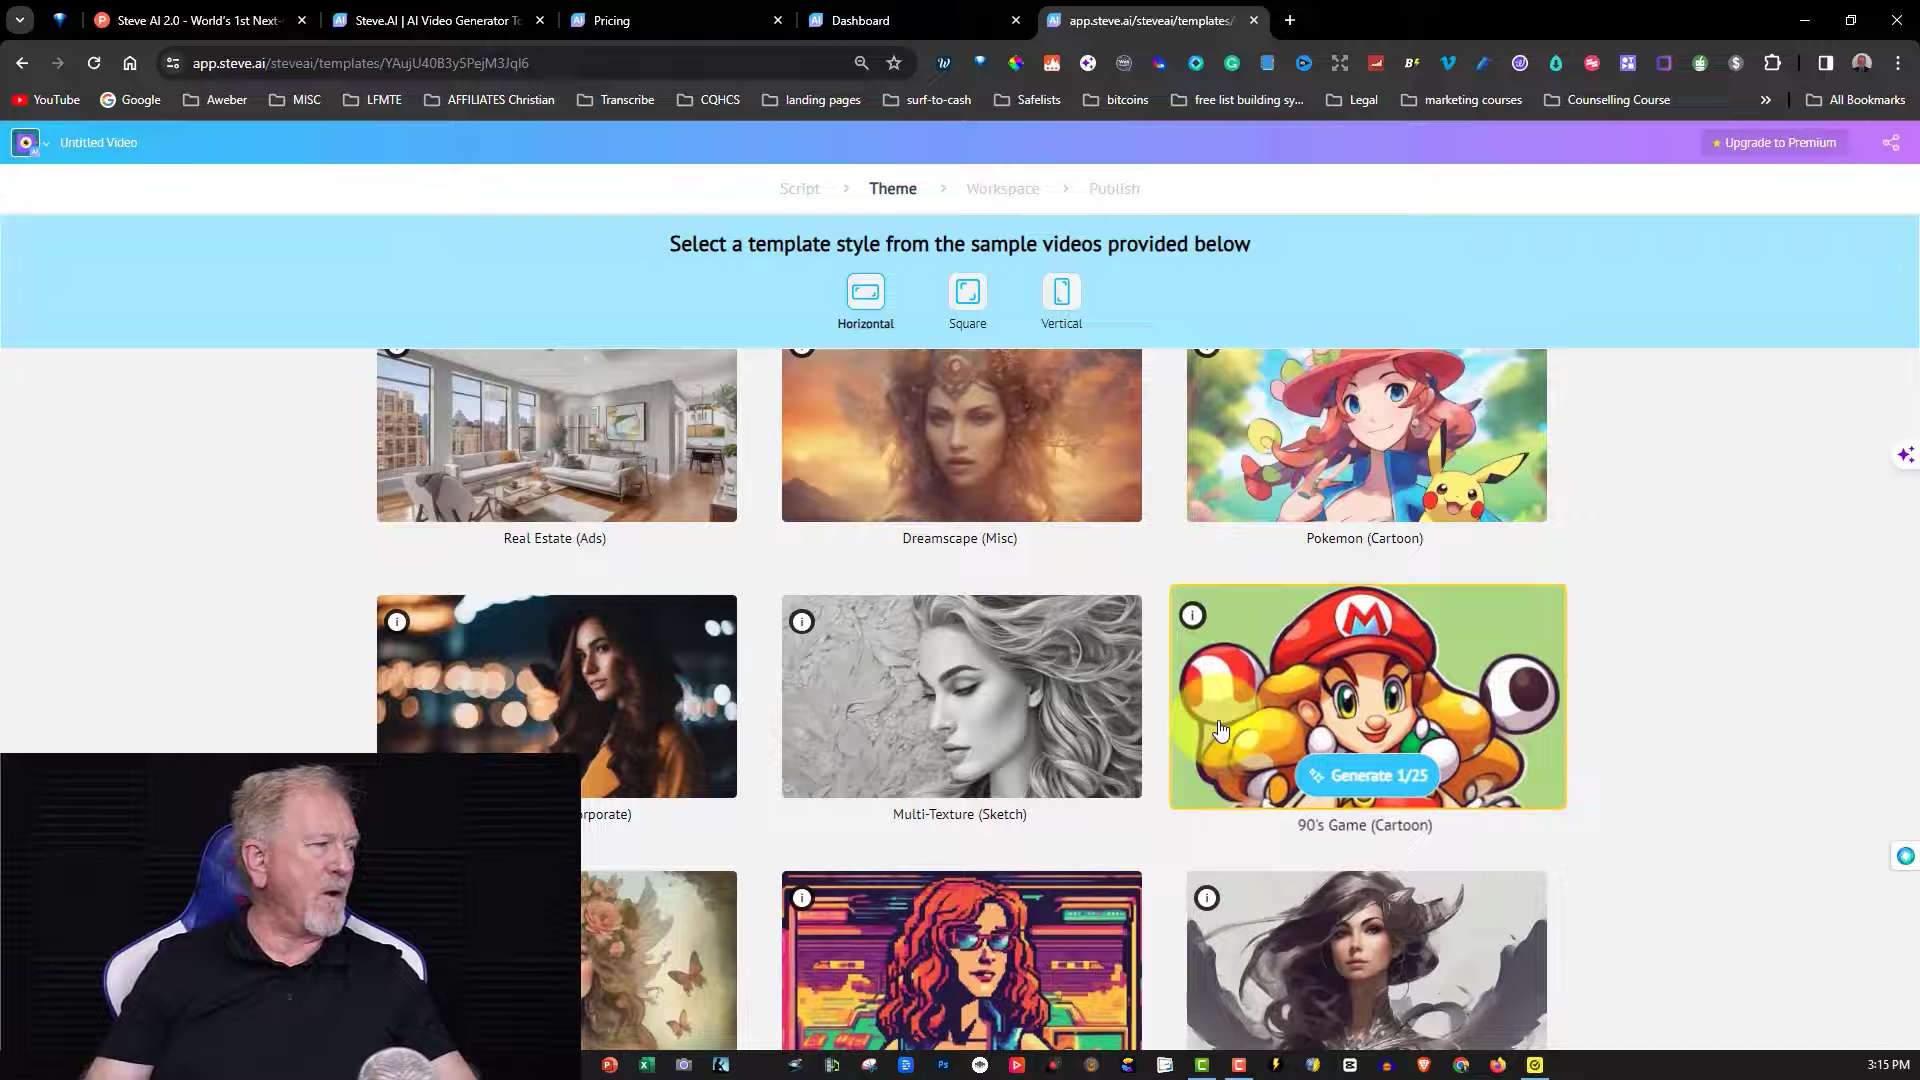 Steve AI 2.0 - World's 1st Next-
Steve.AI | AI Video Generator To
Pricing
Dashboard
app.steve.ai/steveai/templates/
app.steve.ai/steveai/templates/YAujU40B3y5PejM3Jql6
YouTube
Google
Aweber
MISC
LFMTE
AFFILIATES Christian
Transcribe
CQHCS
landing pages
surf-to-cash
Safelists
bitcoins
free list building sy...
Legal
marketing courses
Counselling Course
All Bookmarks
Untitled Video
Upgrade to Premium
Script
Theme
Workspace
Publish
Select a template style from the sample videos provided below
Horizontal
Square
Vertical
Real Estate (Ads)
Dreamscape (Misc)
Pokemon (Cartoon)
M
Generate 1/25
rporate)
Multi-Texture (Sketch)
90's Game (Cartoon)
3:15 PM